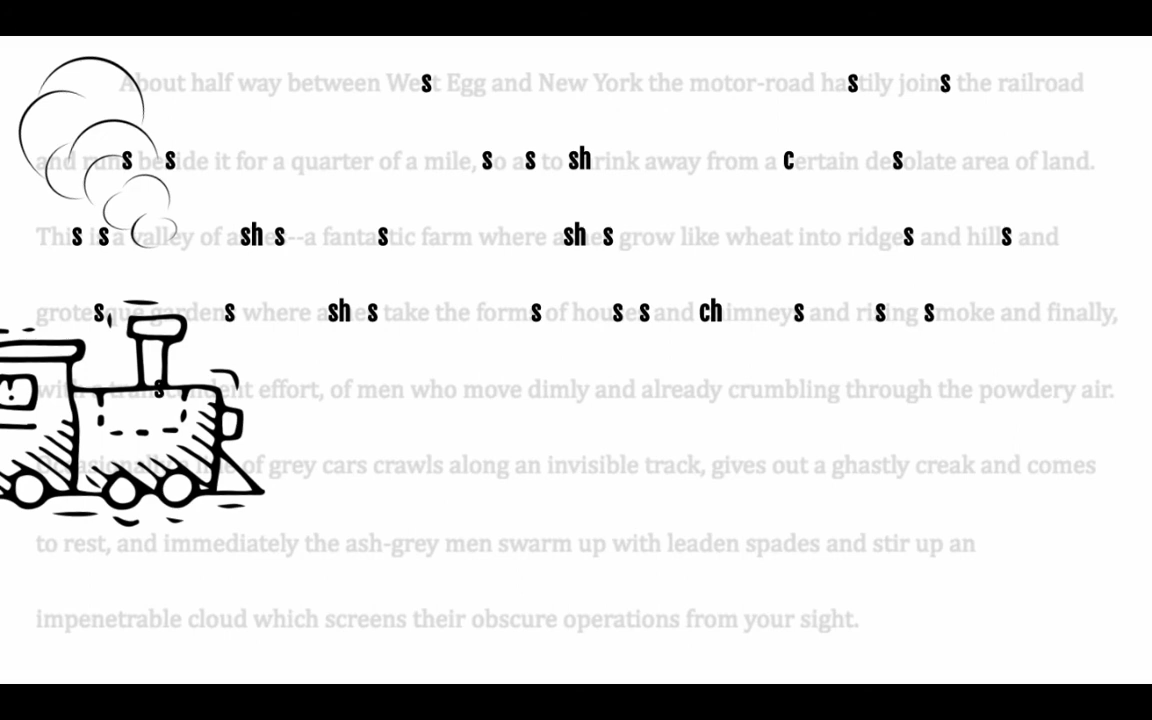 About half way between West Egg and New York the motor-road hastily joins the railroad
and runs beside it for a quarter of a mile, so as to shrink away from a certain desolate area of land.
This is a valley of ashes--a fantastic farm where ashes grow like wheat into ridges and hills and
grotesque gardens where ashes take the forms of houses and chimneys and rising smoke and finally,
with a transcendent effort, of men who move dimly and already crumbling through the powdery air.
Occasionally a line of grey cars crawls along an invisible track, gives out a ghastly creak and comes
to rest, and immediately the ash-grey men swarm up with leaden spades and stir up an
impenetrable cloud which screens their obscure operations from your sight.